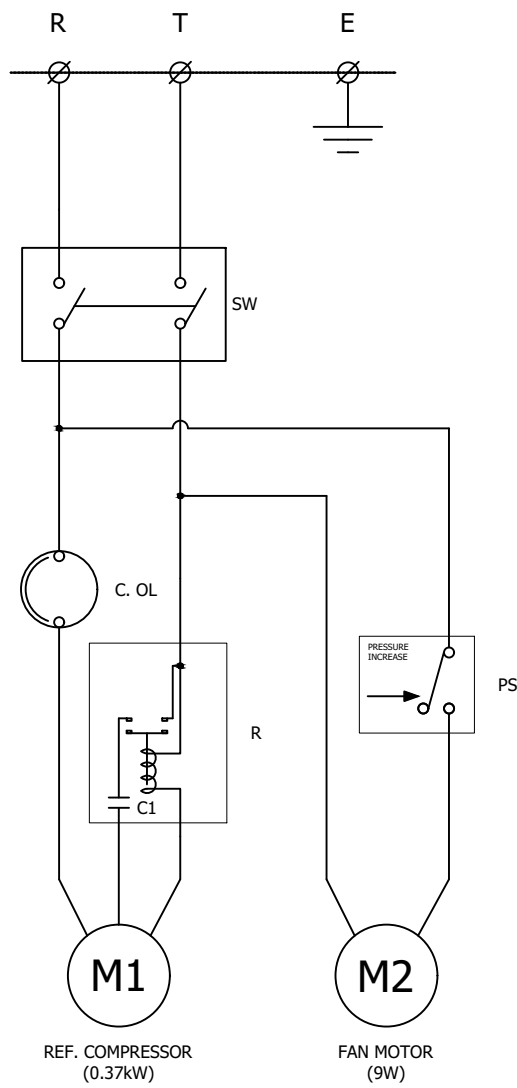 R T E
SW
C. OL
PRESSURE
INCREASE
PS
R
C1
M1 M2
REF. COMPRESSOR
(0.37kW)
FAN MOTOR
(9W)